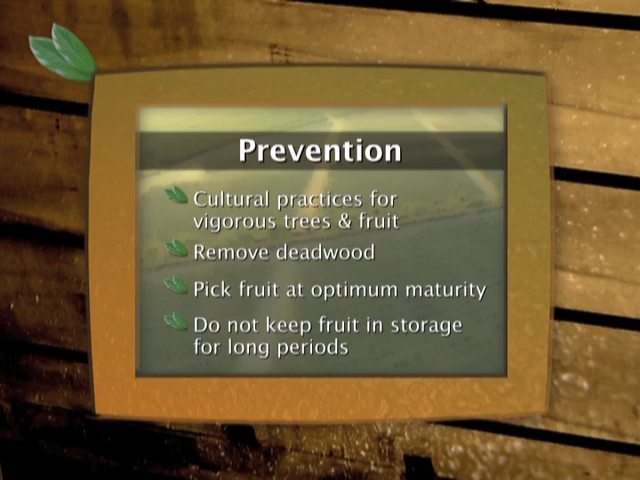 Prevention
Cultural practices for
vigorous trees & fruit
Remove deadwood
Pick fruit at optimum maturity
Do not keep fruit in storage
for long periods